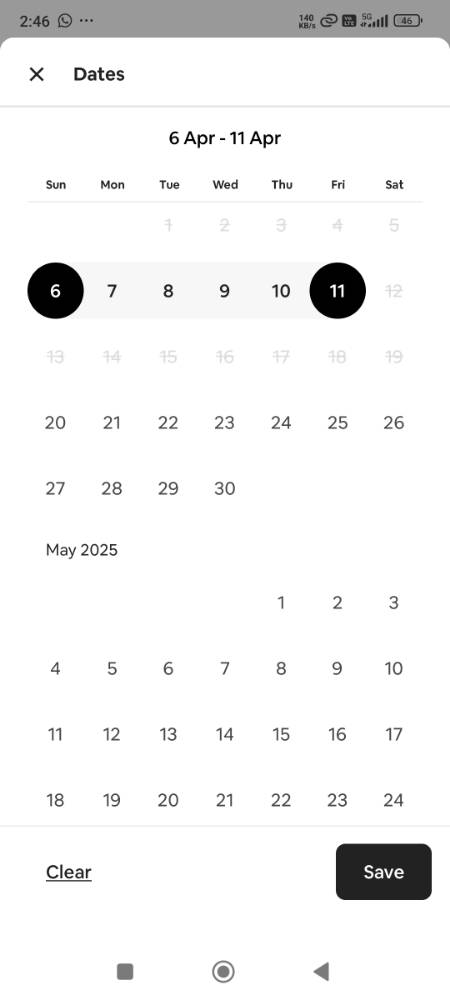 2:46 ... 140 KB/s Vo LTE 5G 46
× Dates
6 Apr - 11 Apr
Sun Mon Tue Wed Thu Fri Sat
1 2 3 4 5
6 7 8 9 10 11 12
13 14 15 16 17 18 19
20 21 22 23 24 25 26
27 28 29 30
May 2025
1 2 3
4 5 6 7 8 9 10
11 12 13 14 15 16 17
18 19 20 21 22 23 24
Clear Save